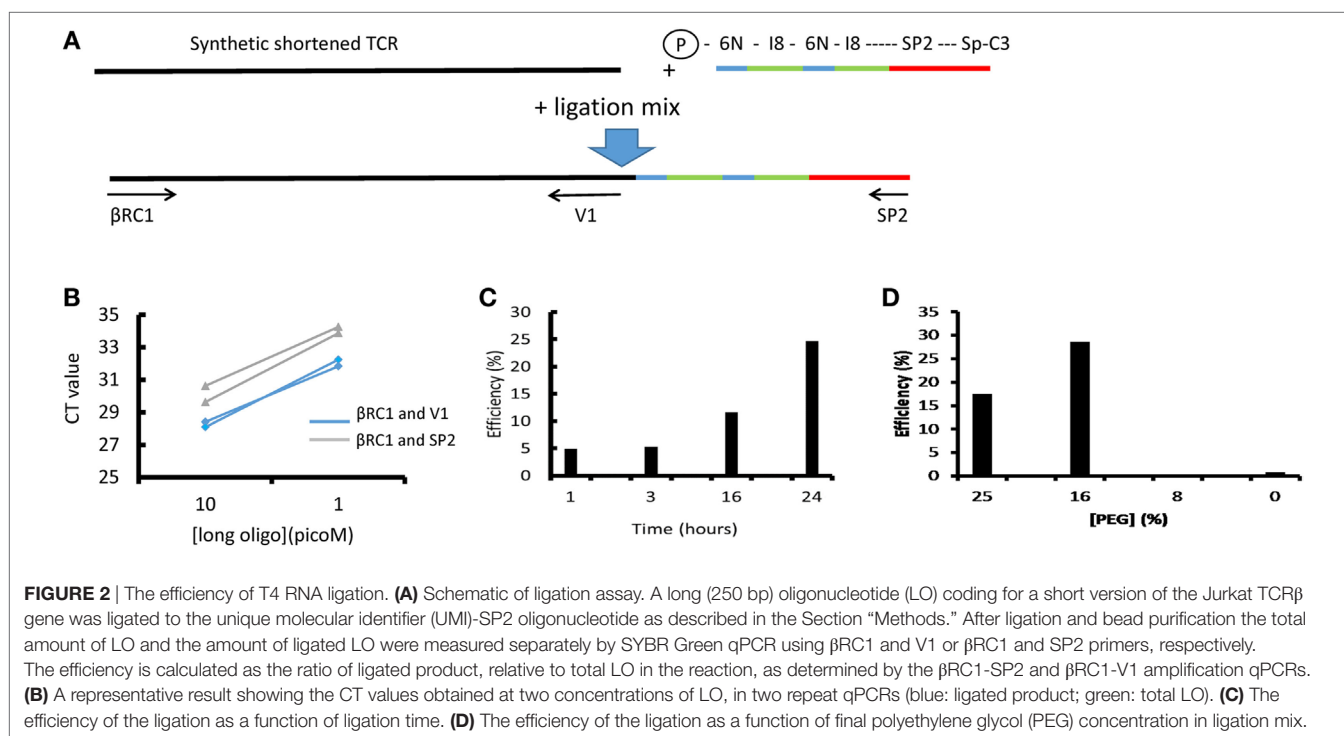 A
Synthetic shortened TCR
P - 6N - I8 - 6N - I8 ----- SP2 --- Sp-C3
+
+ ligation mix
βRC1
V1
SP2
B
35
33
31
29
27
25
CT value
10
1
[long oligo](picoM)
βRC1 and V1
βRC1 and SP2
C
30
25
20
15
10
5
0
Efficiency (%)
1
3
16
24
Time (hours)
D
35
30
25
20
15
10
5
0
Efficiency (%)
25
16
8
0
[PEG] (%)
FIGURE 2 | The efficiency of T4 RNA ligation. (A) Schematic of ligation assay. A long (250 bp) oligonucleotide (LO) coding for a short version of the Jurkat TCRβ
gene was ligated to the unique molecular identifier (UMI)-SP2 oligonucleotide as described in the Section “Methods.” After ligation and bead purification the total
amount of LO and the amount of ligated LO were measured separately by SYBR Green qPCR using βRC1 and V1 or βRC1 and SP2 primers, respectively.
The efficiency is calculated as the ratio of ligated product, relative to total LO in the reaction, as determined by the βRC1-SP2 and βRC1-V1 amplification qPCRs.
(B) A representative result showing the CT values obtained at two concentrations of LO, in two repeat qPCRs (blue: ligated product; green: total LO). (C) The
efficiency of the ligation as a function of ligation time. (D) The efficiency of the ligation as a function of final polyethylene glycol (PEG) concentration in ligation mix.